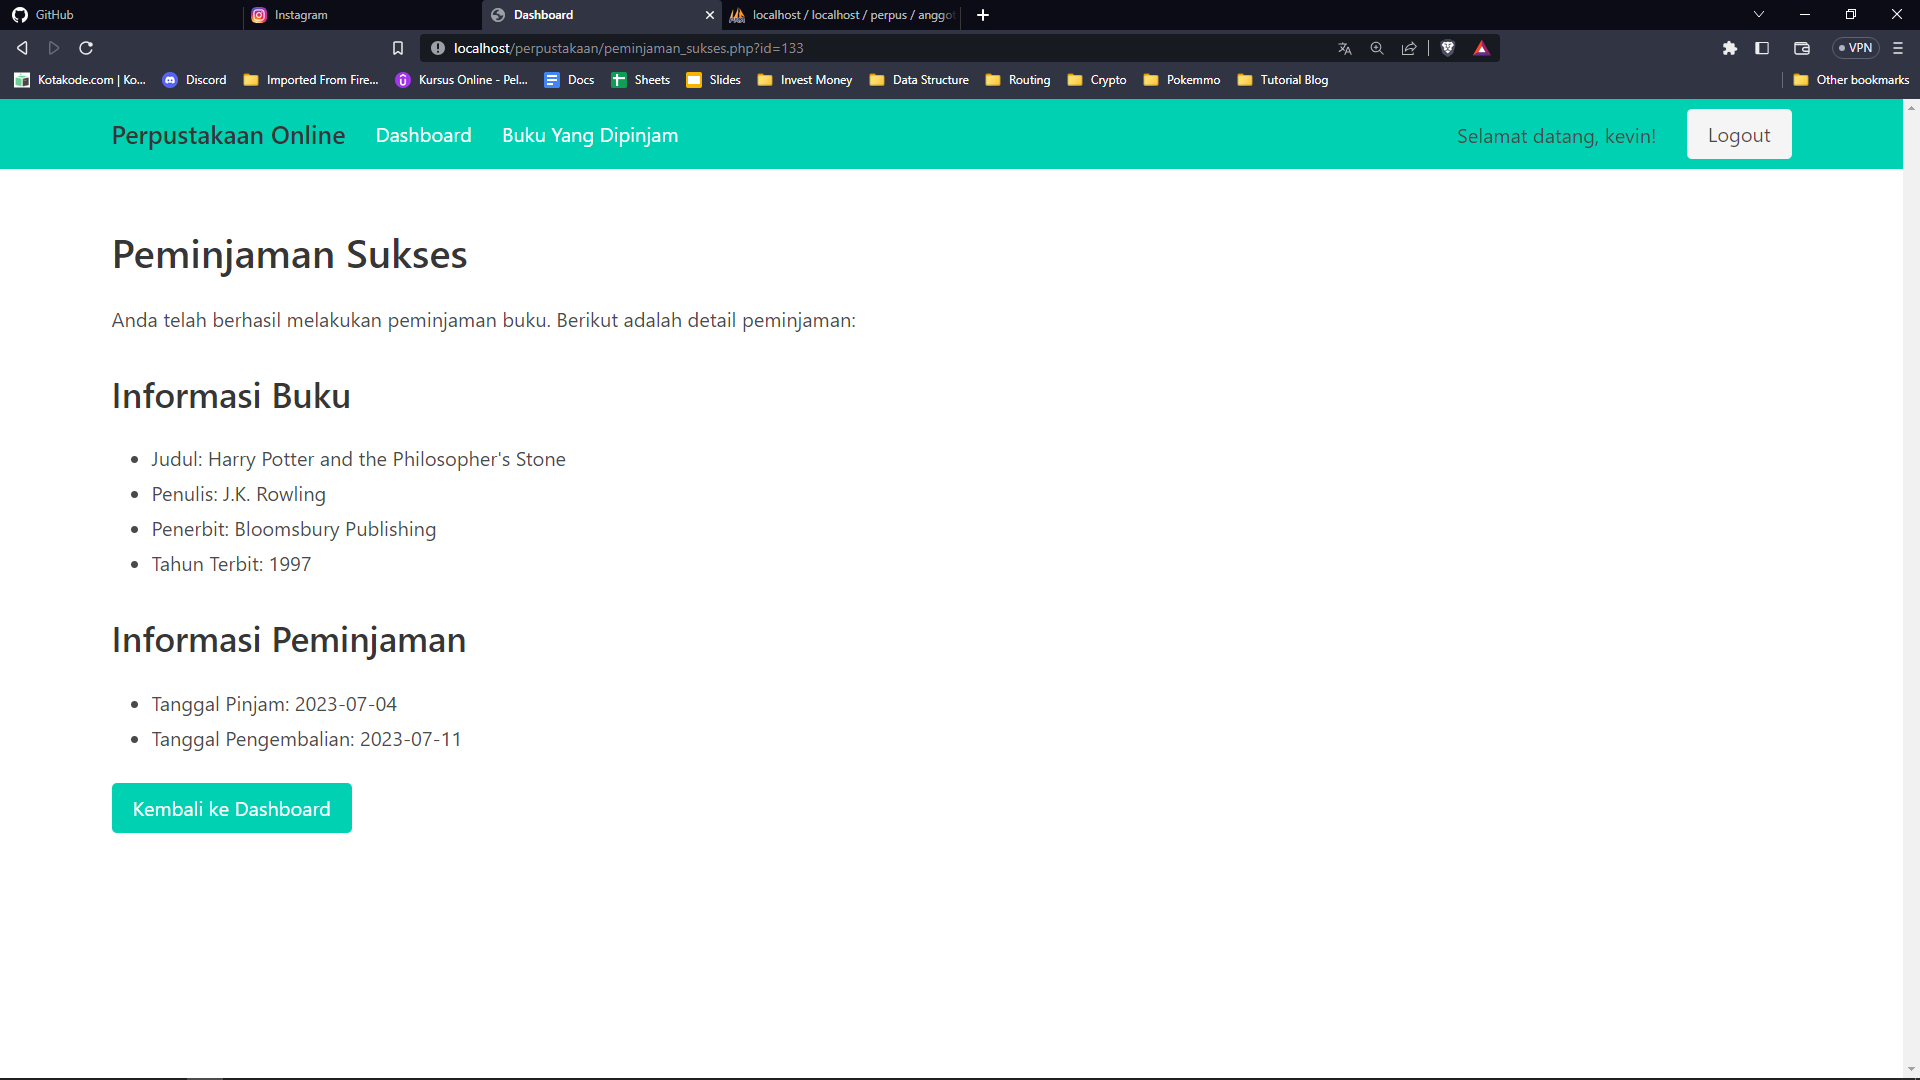 GitHub
Instagram
Dashboard
localhost / localhost / perpus / anggo
localhost/perpustakaan/peminjaman_sukses.php?id=133
VPN
Kotakode.com | Ko...
Discord
Imported From Fire...
Kursus Online - Pel...
Docs
Sheets
Slides
Invest Money
Data Structure
Routing
Crypto
Pokemmo
Tutorial Blog
Other bookmarks
Perpustakaan Online
Dashboard
Buku Yang Dipinjam
Selamat datang, kevin!
Logout
Peminjaman Sukses
Anda telah berhasil melakukan peminjaman buku. Berikut adalah detail peminjaman:
Informasi Buku
Judul: Harry Potter and the Philosopher's Stone
Penulis: J.K. Rowling
Penerbit: Bloomsbury Publishing
Tahun Terbit: 1997
Informasi Peminjaman
Tanggal Pinjam: 2023-07-04
Tanggal Pengembalian: 2023-07-11
Kembali ke Dashboard